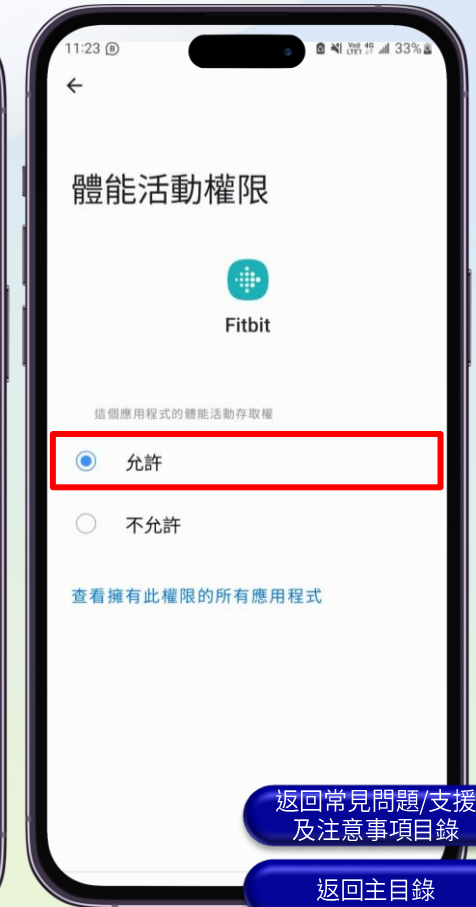 11:23
Vo9 4G 33%
體能活動權限
Fitbit
這個應用程式的體能活動存取權
允許
不允許
查看擁有此權限的所有應用程式
返回常見問題/支援
及注意事項目錄
返回主目錄